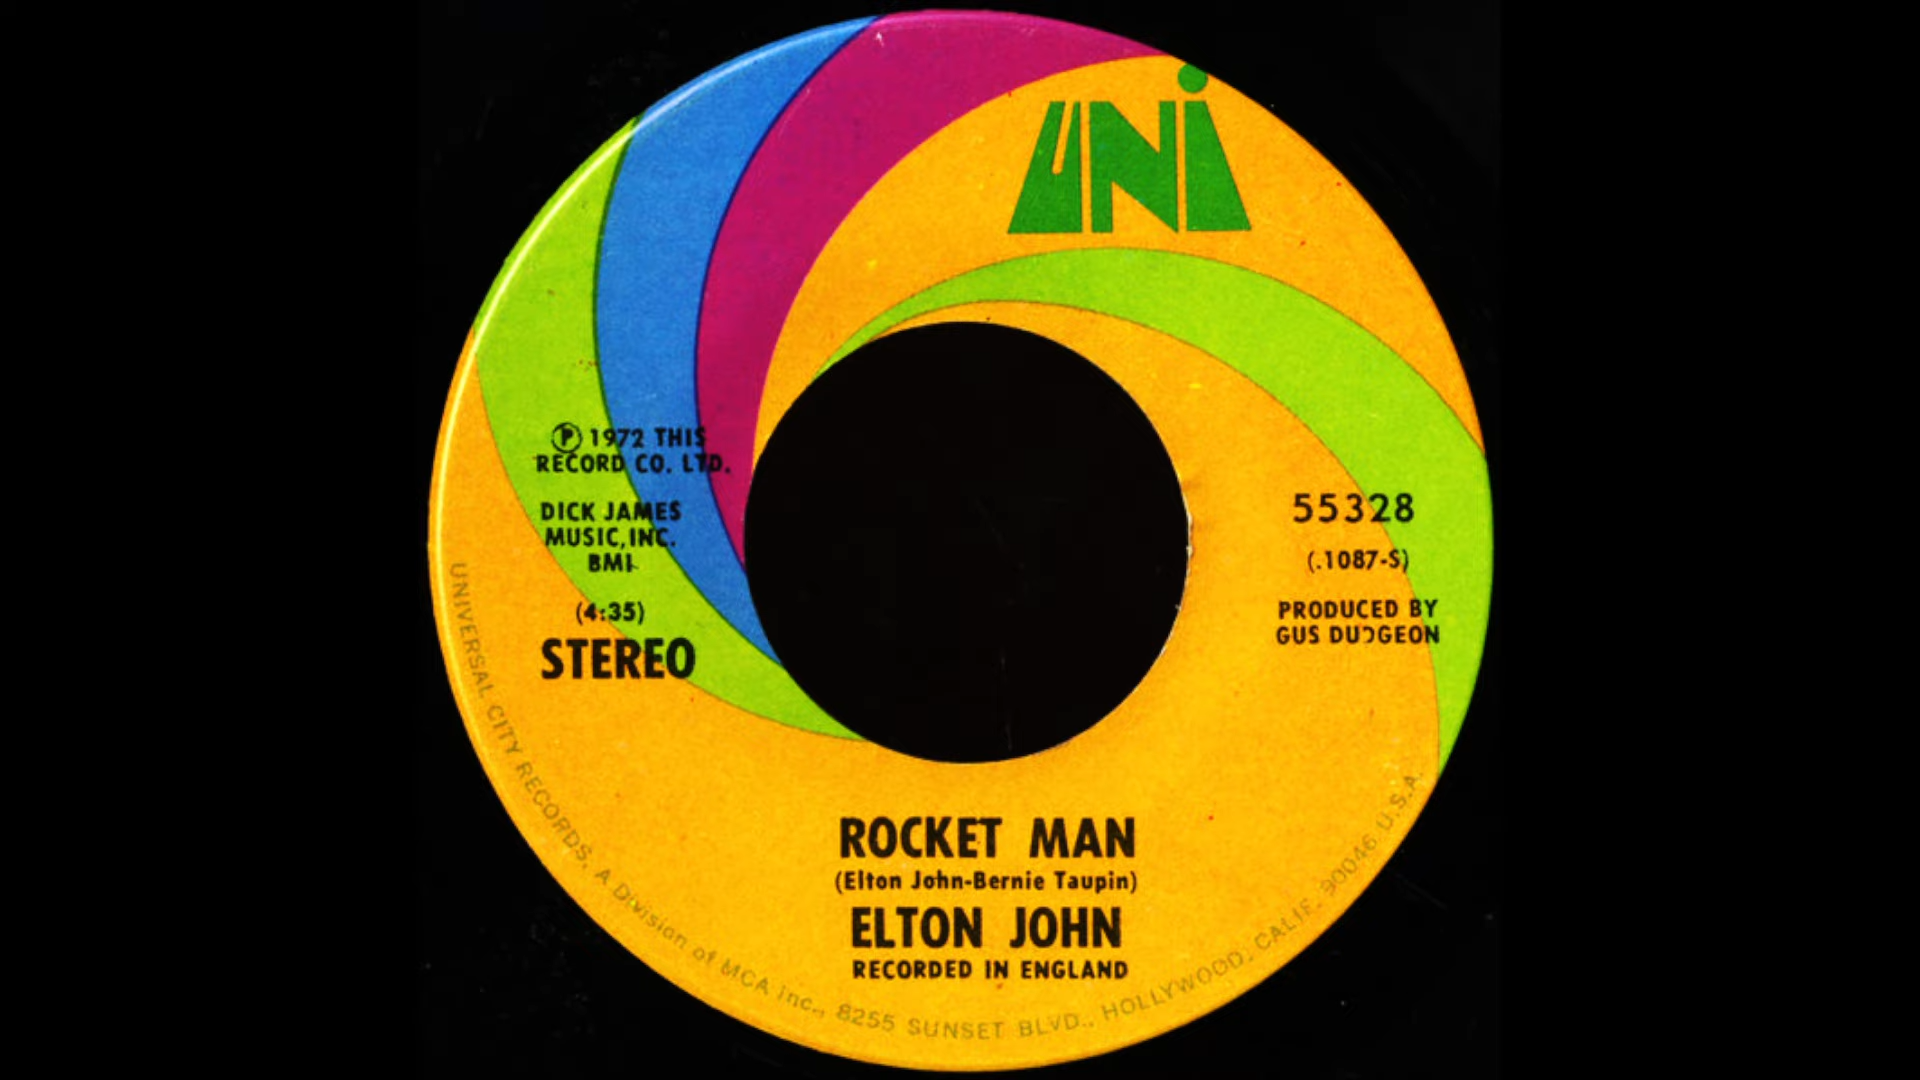 UNI
℗ 1972 THIS
RECORD CO. LTD.
DICK JAMES
MUSIC, INC.
BMI
(4:35)
STEREO
55328
(.1087-S)
PRODUCED BY
GUS DUDGEON
ROCKET MAN
(Elton John-Bernie Taupin)
ELTON JOHN
RECORDED IN ENGLAND
UNIVERSAL CITY RECORDS, A Division of MCA Inc., 8255 SUNSET BLVD., HOLLYWOOD, CALIF. 90046 U.S.A.